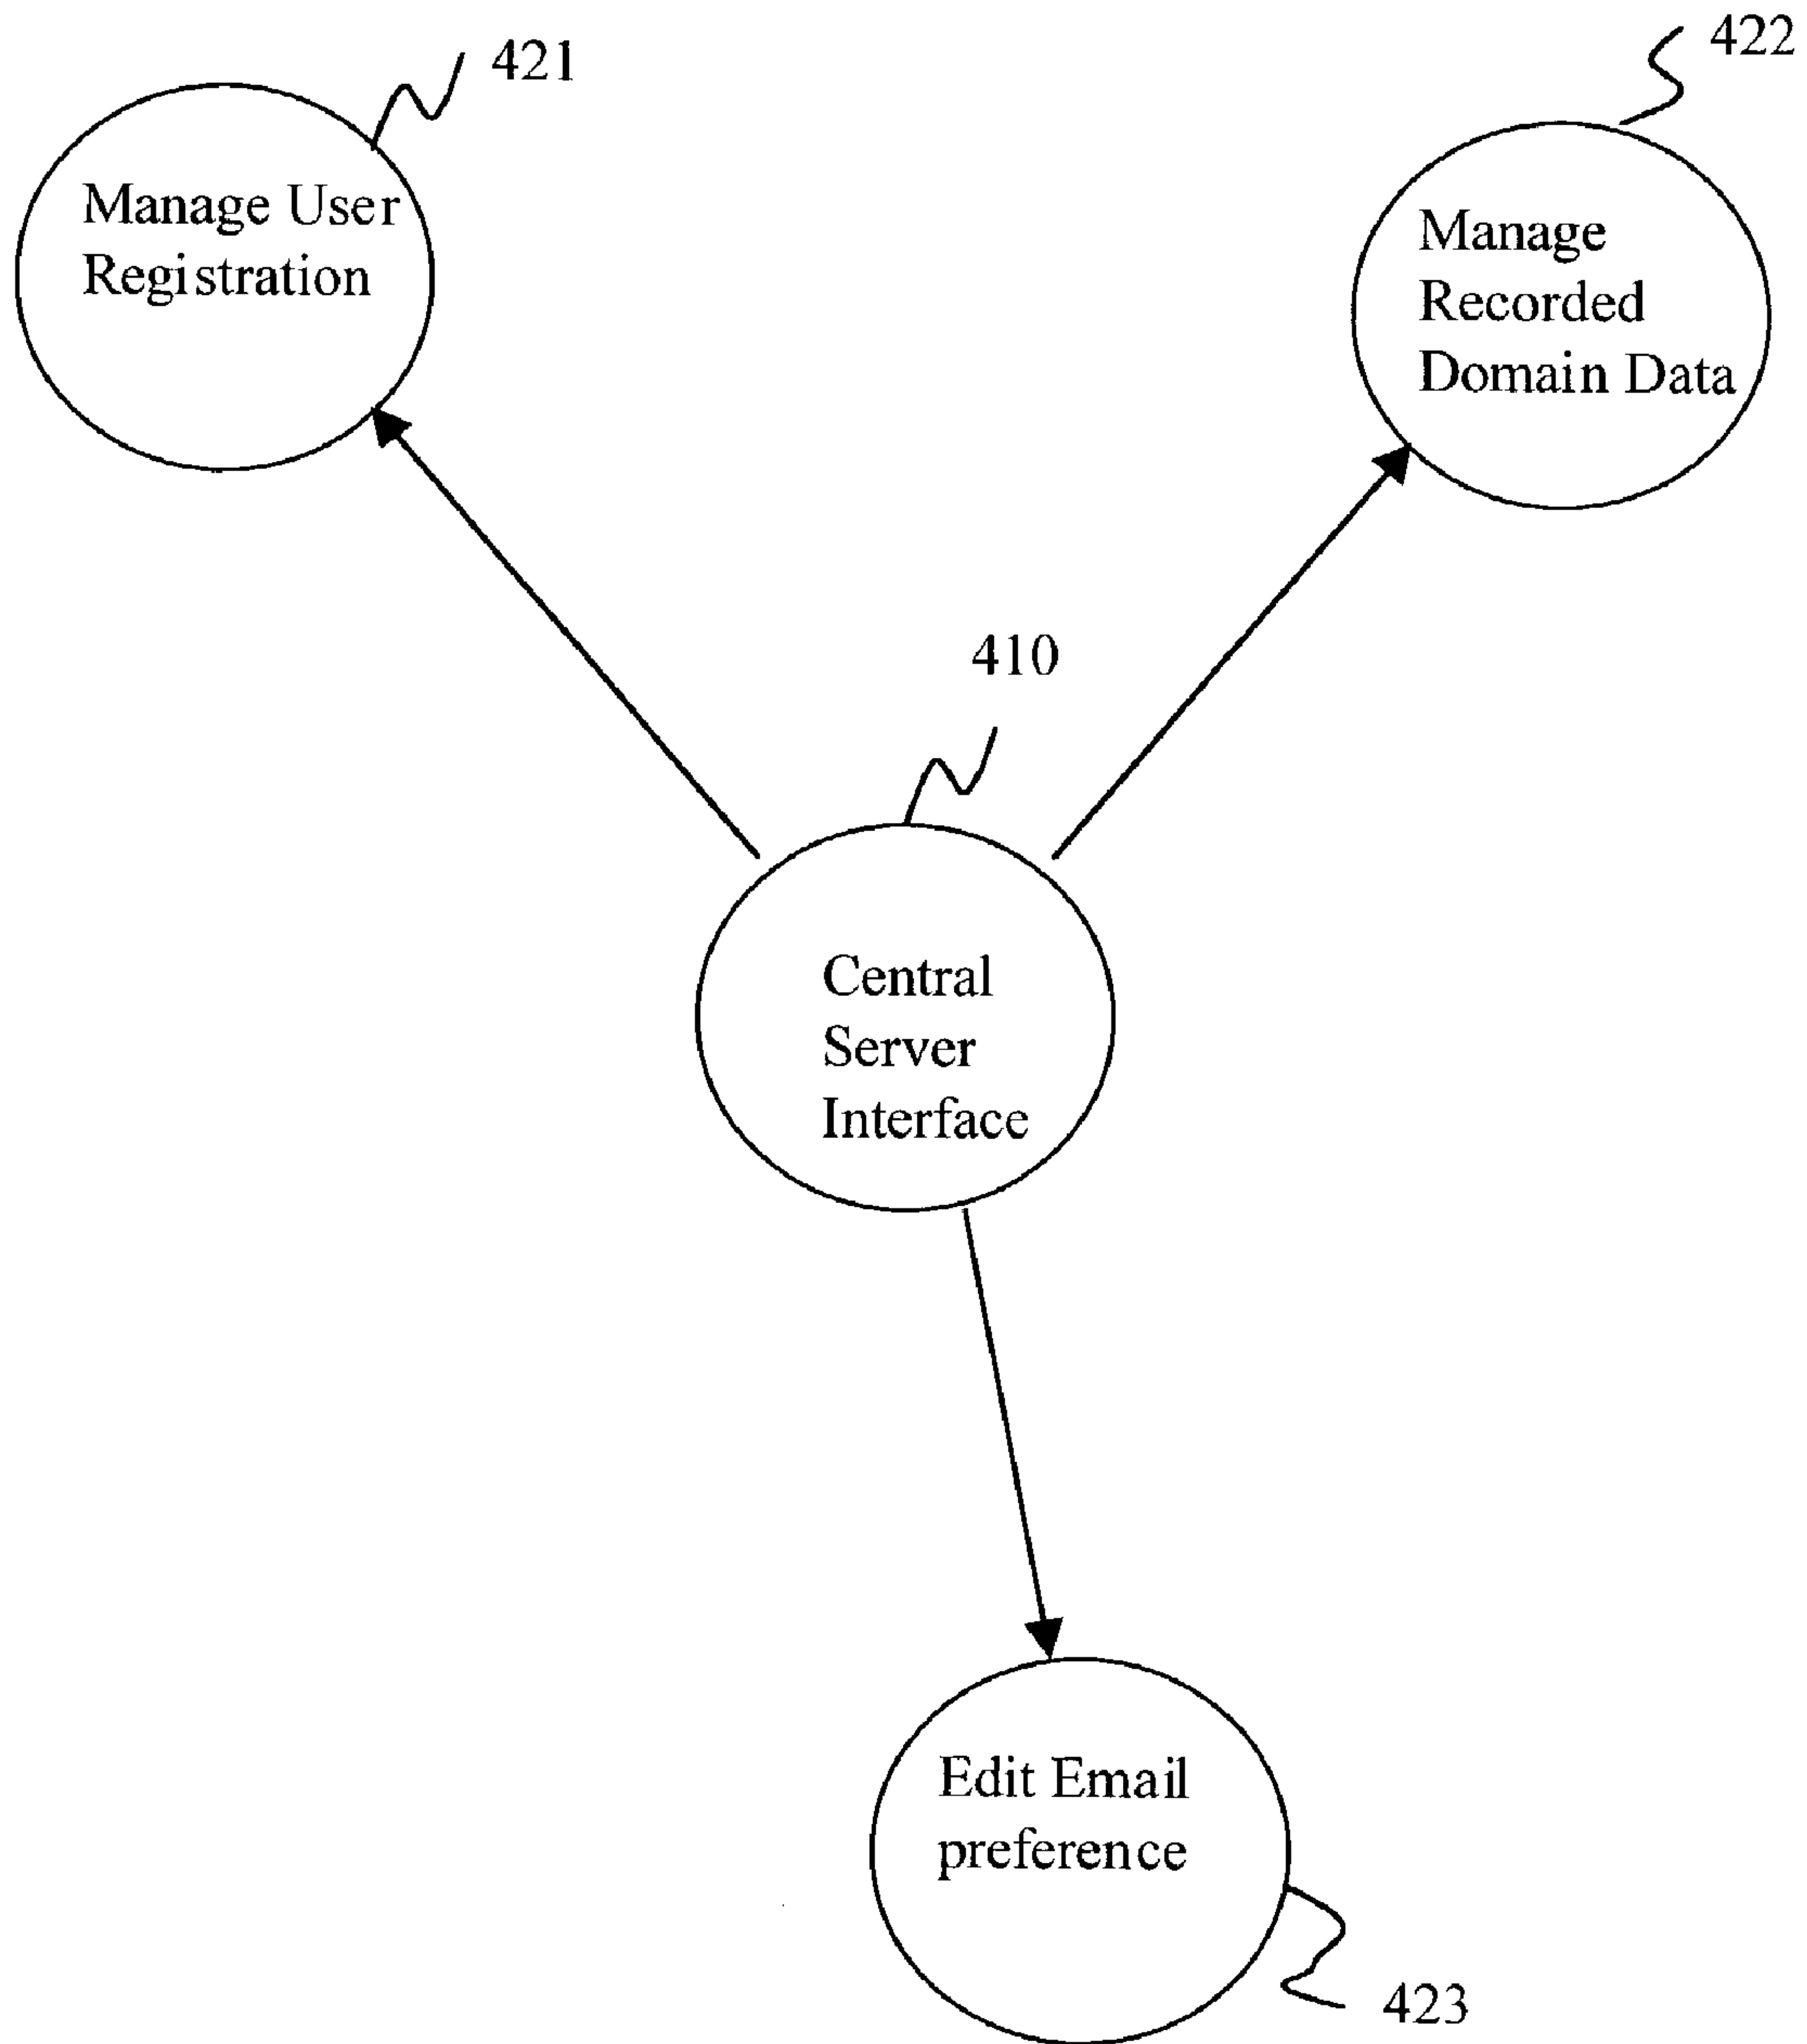 421
422
Manage User
Registration
Manage
Recorded
Domain Data
410
Central
Server
Interface
Edit Email
preference
423